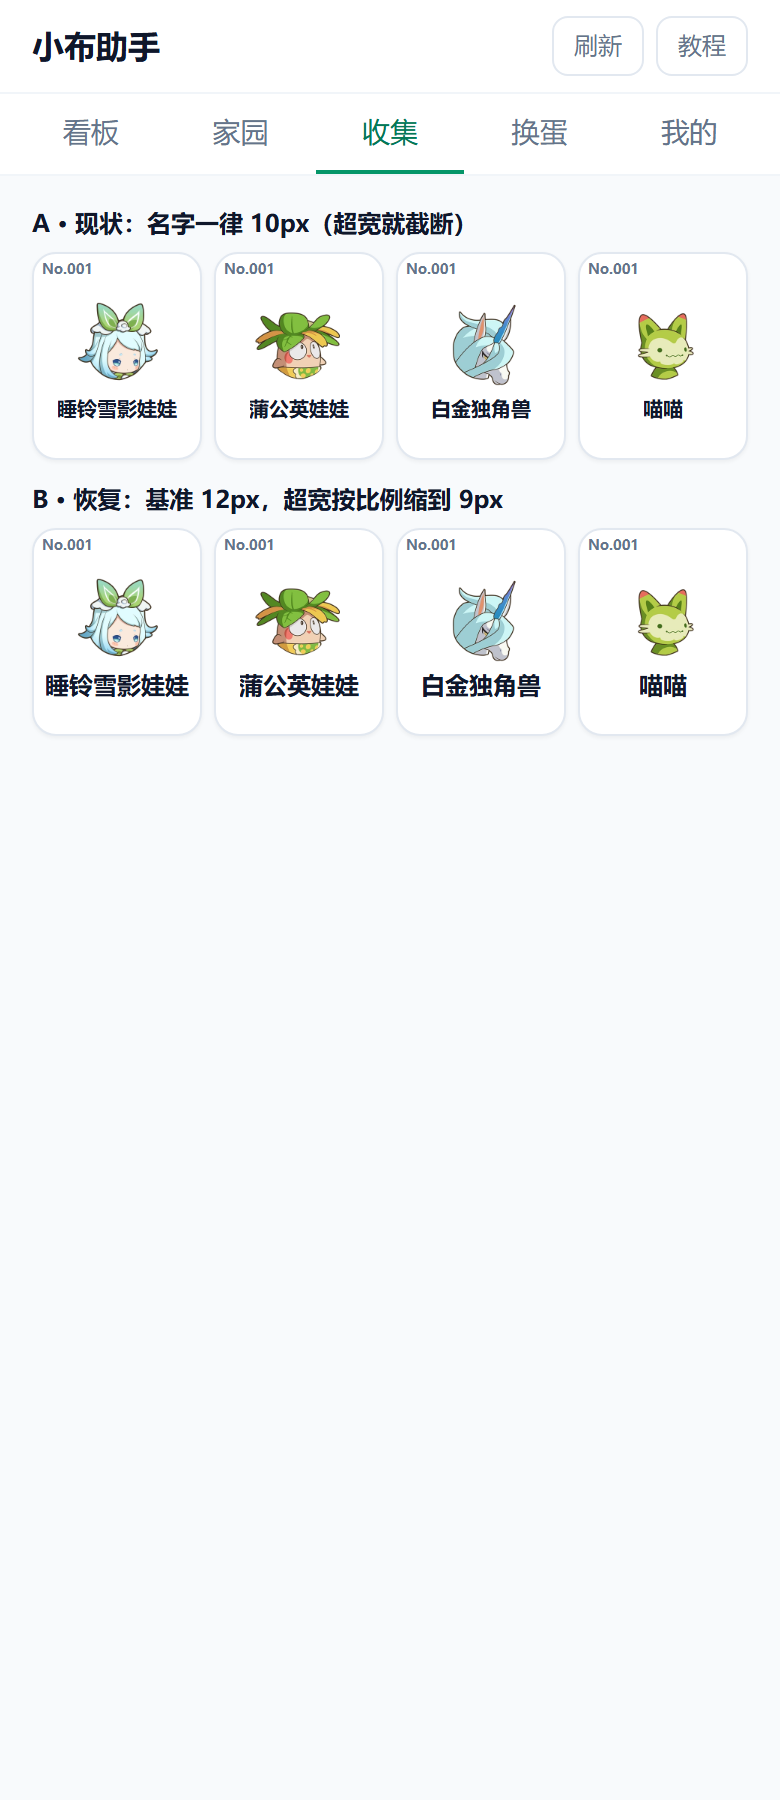 小布助手
刷新 教程
看板 家园 收集 换蛋 我的
A · 现状：名字一律 10px（超宽就截断）
No.001 No.001 No.001 No.001
睡铃雪影娃娃 蒲公英娃娃 白金独角兽 喵喵
B · 恢复：基准 12px，超宽按比例缩到 9px
No.001 No.001 No.001 No.001
睡铃雪影娃娃 蒲公英娃娃 白金独角兽 喵喵